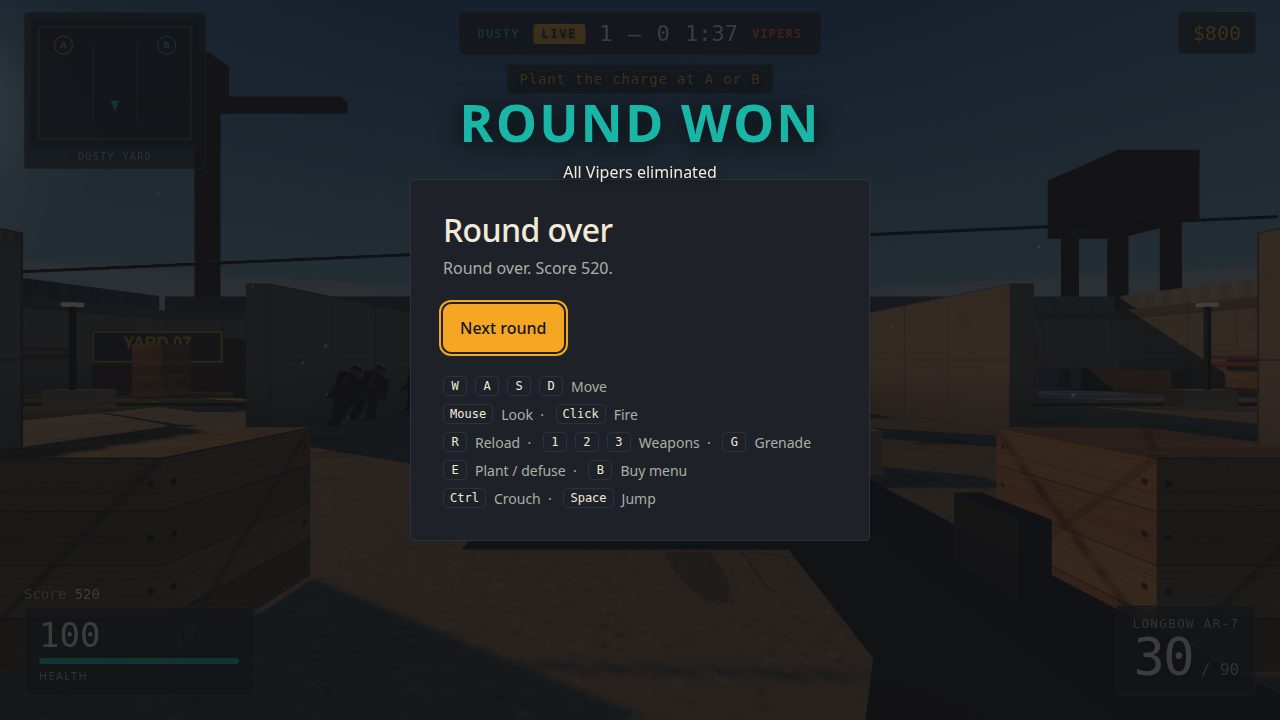 A B
DUSTY YARD
DUSTY LIVE 1 — 0 1:37 VIPERS
$800
Plant the charge at A or B
ROUND WON
All Vipers eliminated
Round over
Round over. Score 520.
Next round
W A S D Move
Mouse Look · Click Fire
R Reload · 1 2 3 Weapons · G Grenade
E Plant / defuse · B Buy menu
Ctrl Crouch · Space Jump
YARD 07
Score 520
100
HEALTH
LONGBOW AR-7
30 / 90